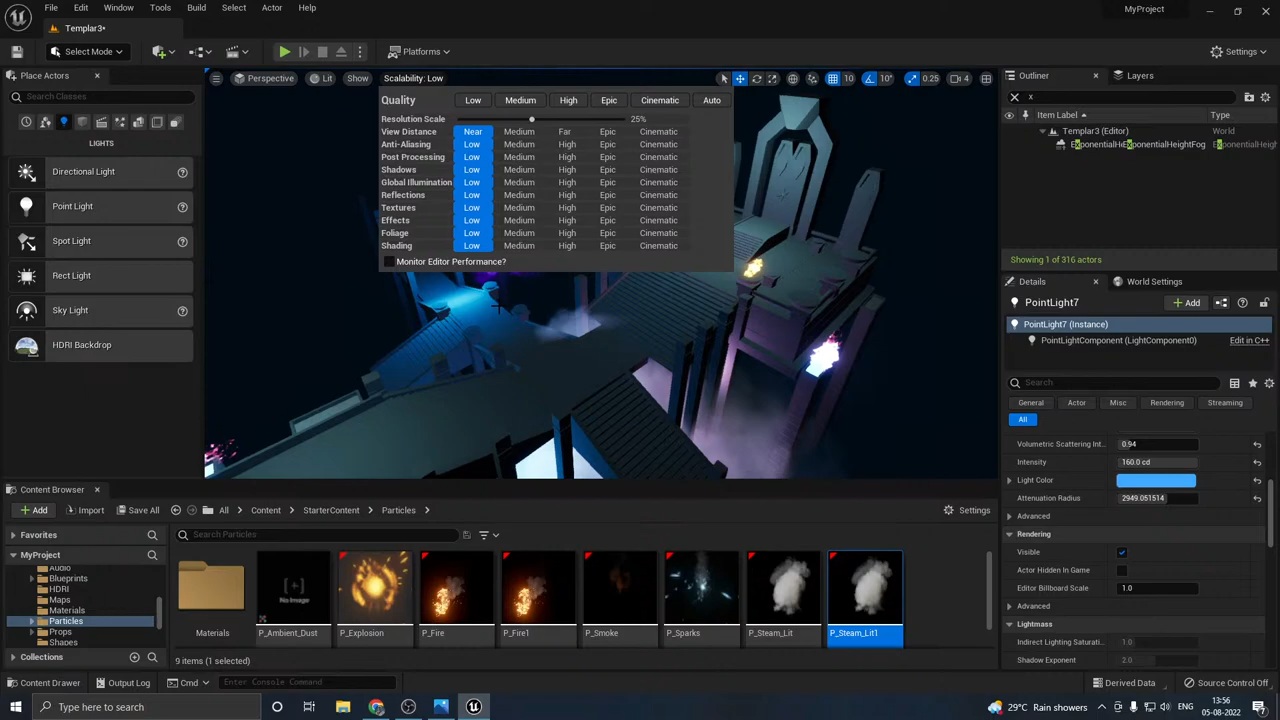 File Edit Window Tools Build Select Actor Help
MyProject
Templar3*
Select Mode
Platforms
Settings
Place Actors
Search Classes
LIGHTS
Directional Light
Point Light
Spot Light
Rect Light
Sky Light
HDRI Backdrop
Perspective Lit Show Scalability: Low
10 10° 0.25 4
Quality Low Medium High Epic Cinematic Auto
Resolution Scale 25%
View Distance Near Medium Far Epic Cinematic
Anti-Aliasing Low Medium High Epic Cinematic
Post Processing Low Medium High Epic Cinematic
Shadows Low Medium High Epic Cinematic
Global Illumination Low Medium High Epic Cinematic
Reflections Low Medium High Epic Cinematic
Textures Low Medium High Epic Cinematic
Effects Low Medium High Epic Cinematic
Foliage Low Medium High Epic Cinematic
Shading Low Medium High Epic Cinematic
Monitor Editor Performance?
Outliner Layers
x
Item Label Type
Templar3 (Editor) World
ExponentialHeightFog
Showing 1 of 316 actors
Details World Settings
PointLight7 Add
PointLight7 (Instance)
PointLightComponent (LightComponent0) Edit in C++
Search
General Actor Misc Rendering Streaming
All
Volumetric Scattering Int... 0.94
Intensity 160.0 cd
Light Color
Attenuation Radius 2949.051514
Advanced
Rendering
Visible
Actor Hidden In Game
Editor Billboard Scale 1.0
Advanced
Lightmass
Indirect Lighting Saturati... 1.0
Shadow Exponent 2.0
Content Browser
Add Import Save All All Content StarterContent Particles Settings
Favorites
MyProject
Audio
Blueprints
HDRI
Maps
Materials
Particles
Props
Shapes
Collections
Search Particles
No Image
Materials P_Ambient_Dust P_Explosion P_Fire P_Fire1 P_Smoke P_Sparks P_Steam_Lit P_Steam_Lit1
9 items (1 selected)
Content Drawer Output Log Cmd Enter Console Command Derived Data Source Control Off
Type here to search
29°C Rain showers
13:56
05-08-2022